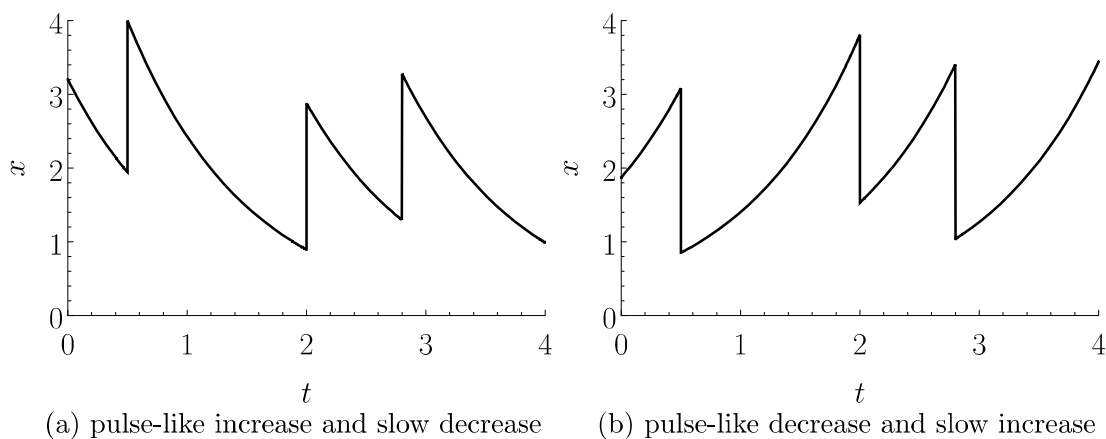 4
3
2
1
0
x
0 1 2 3 4
t
(a) pulse-like increase and slow decrease
4
3
2
1
0
x
0 1 2 3 4
t
(b) pulse-like decrease and slow increase